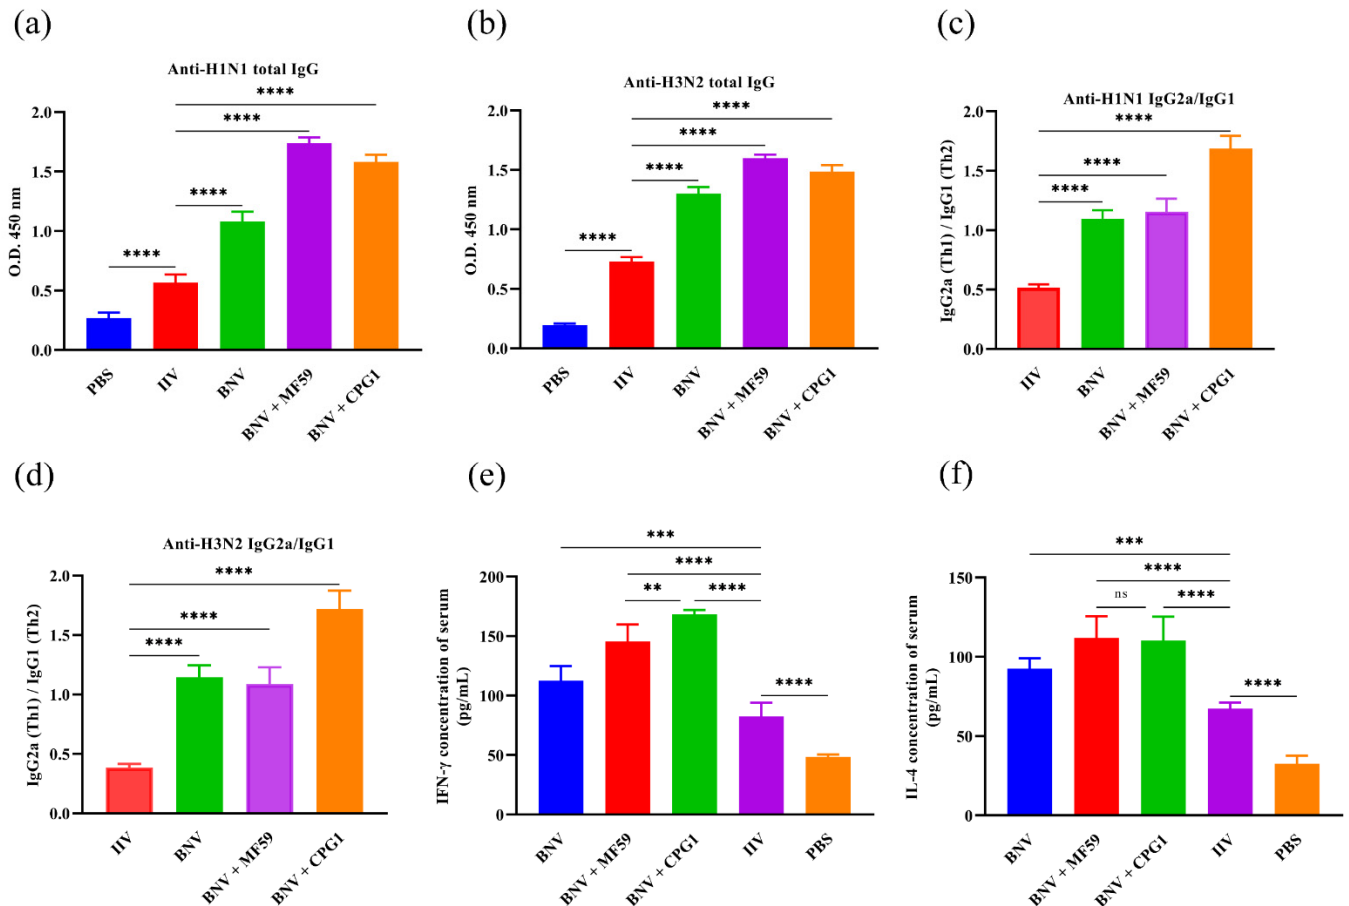 (a)
Anti-H1N1 total IgG
****
****
****
****
O.D. 450 nm
2.0
1.5
1.0
0.5
0.0
PBS
IIV
BNV
BNV + MF59
BNV + CPG1
(b)
Anti-H3N2 total IgG
****
****
****
****
O.D. 450 nm
2.0
1.5
1.0
0.5
0.0
PBS
IIV
BNV
BNV + MF59
BNV + CPG1
(c)
Anti-H1N1 IgG2a/IgG1
****
****
****
IgG2a (Th1) / IgG1 (Th2)
2.0
1.5
1.0
0.5
0.0
IIV
BNV
BNV + MF59
BNV + CPG1
(d)
Anti-H3N2 IgG2a/IgG1
****
****
****
IgG2a (Th1) / IgG1 (Th2)
2.0
1.5
1.0
0.5
0.0
IIV
BNV
BNV + MF59
BNV + CPG1
(e)
***
****
**
****
****
IFN-γ concentration of serum
(pg/mL)
200
150
100
50
0
BNV
BNV + MF59
BNV + CPG1
IIV
PBS
(f)
***
****
ns
****
****
IL-4 concentration of serum
(pg/mL)
150
100
50
0
BNV
BNV + MF59
BNV + CPG1
IIV
PBS